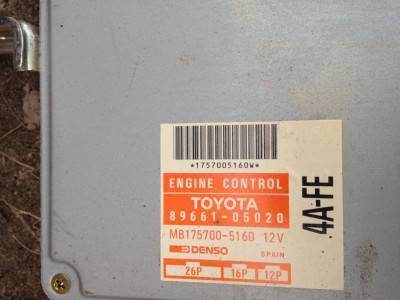 *1757005160W*
ENGINE CONTROL
TOYOTA
89661-05020
MB175700-5160 12V
DENSO
SPAIN
26P 16P 12P
4A-FE